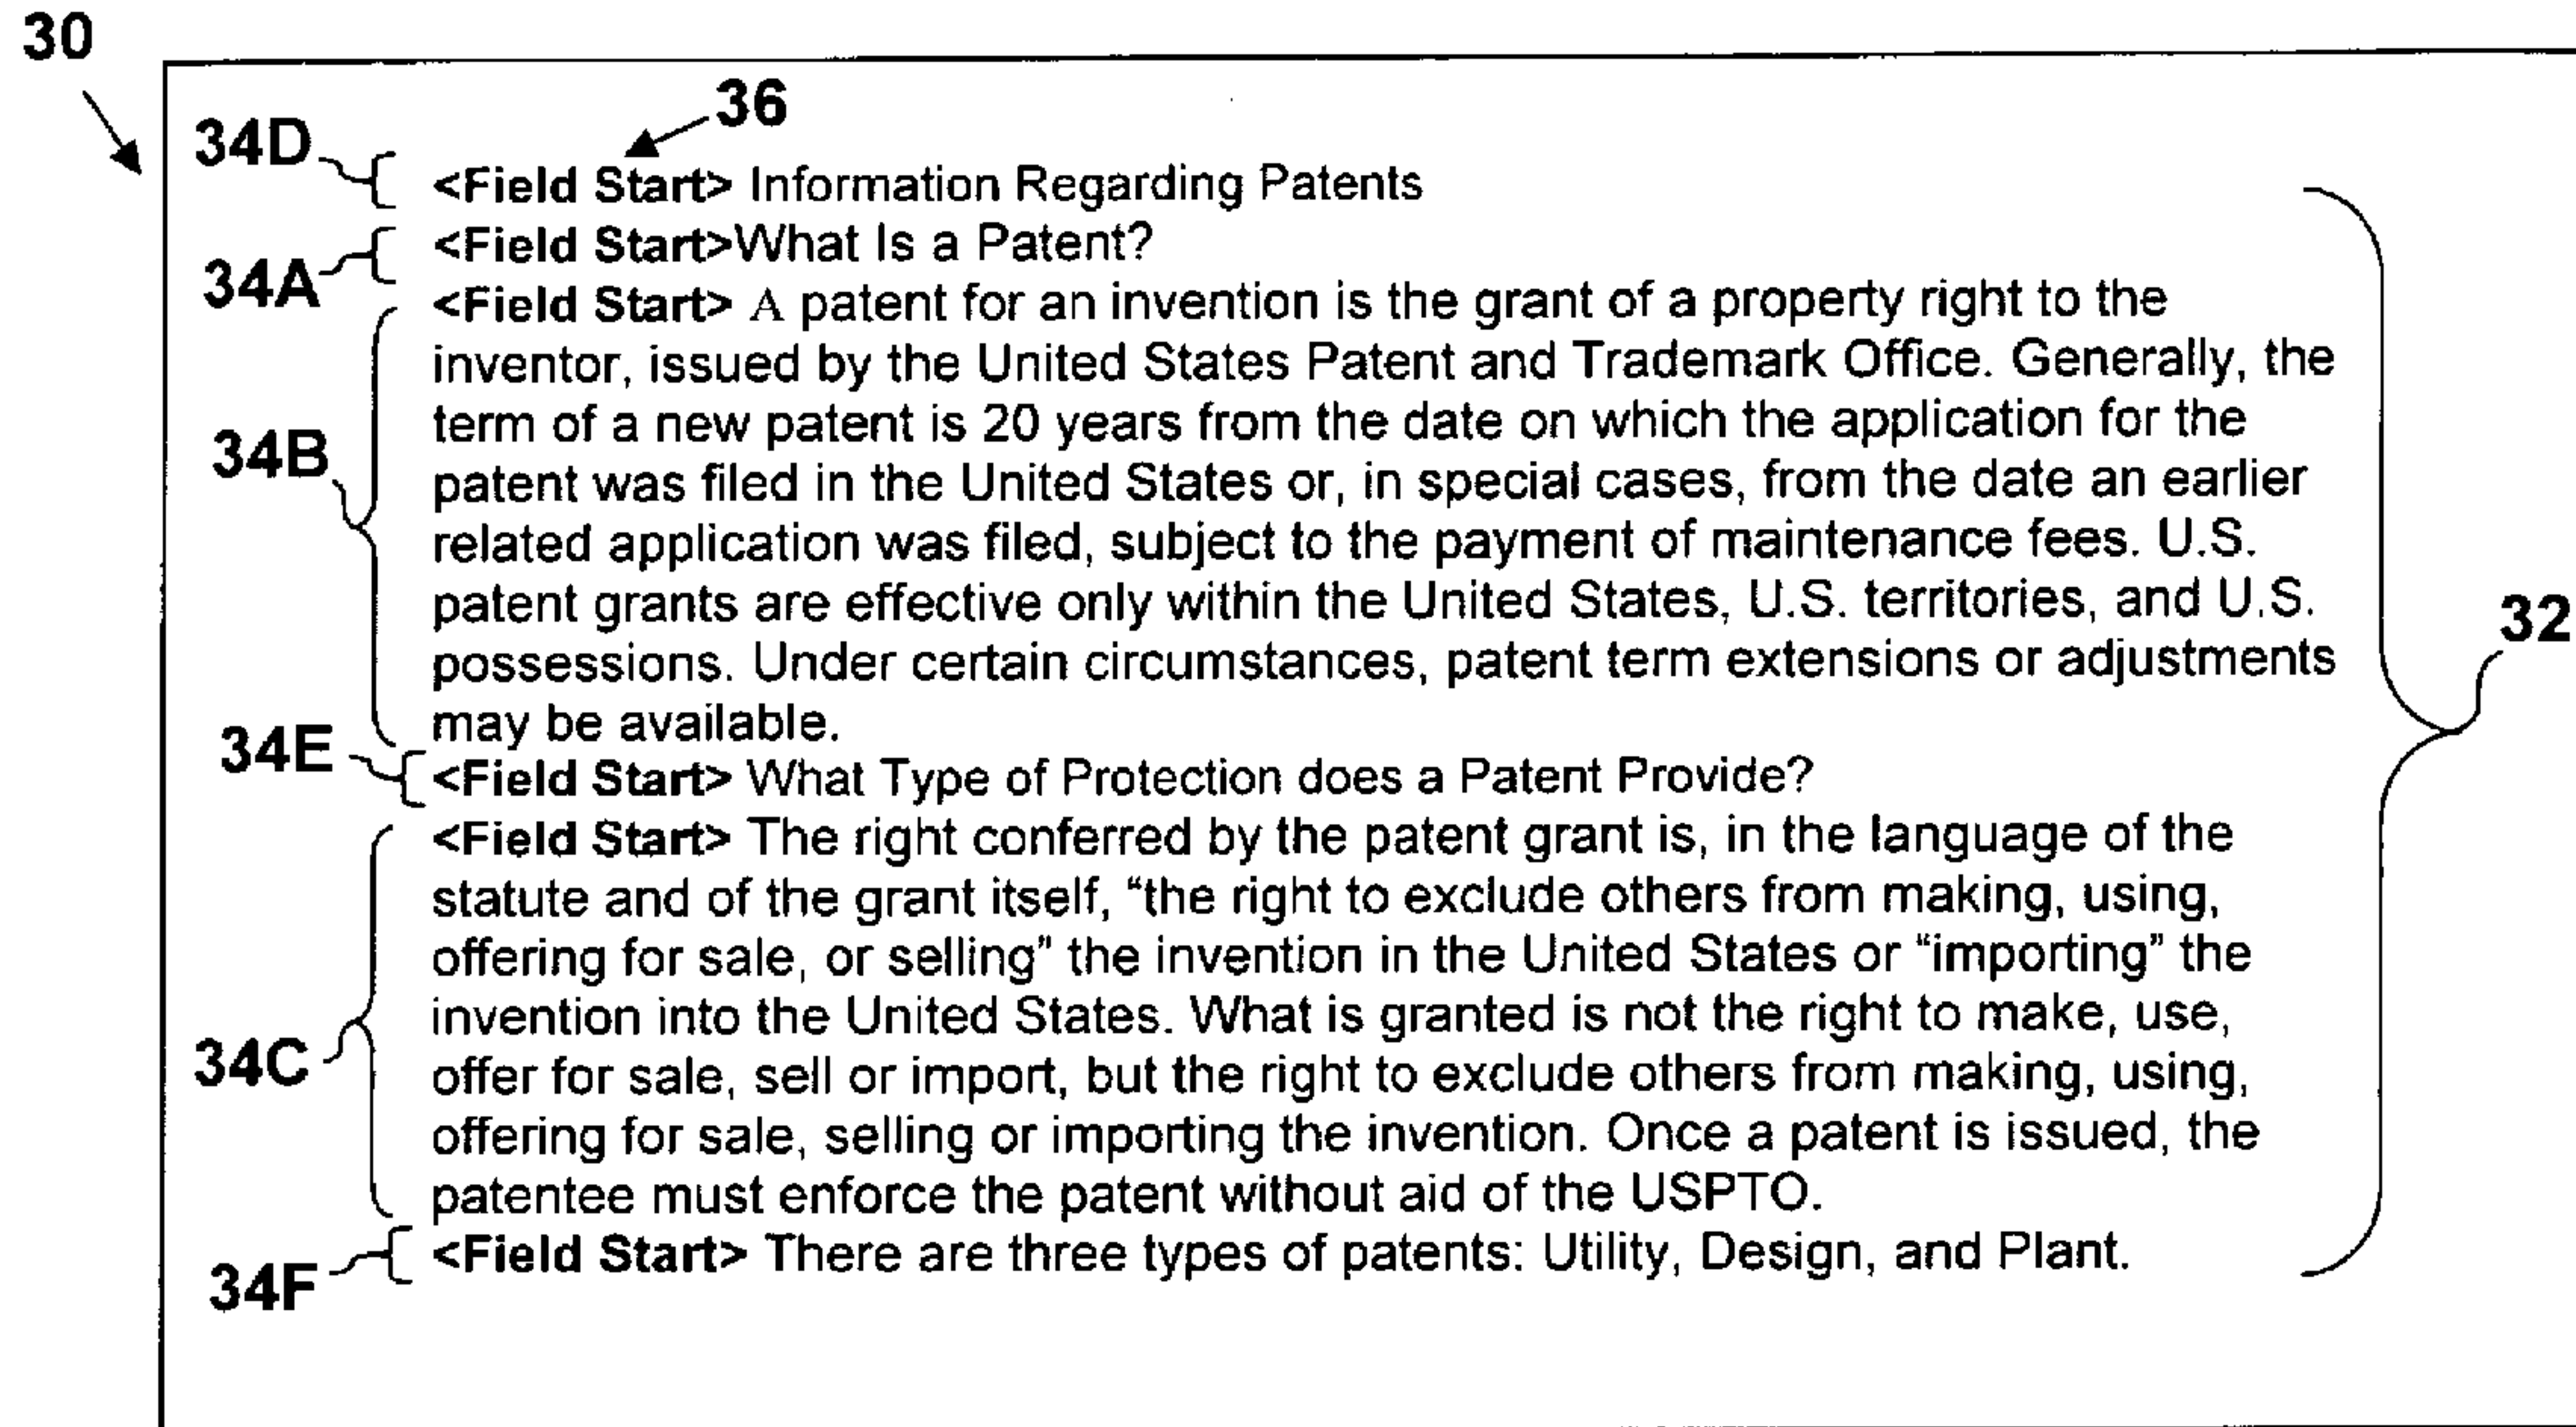 30
36
34D
<Field Start> Information Regarding Patents
<Field Start>What Is a Patent?
34A
<Field Start> A patent for an invention is the grant of a property right to the
inventor, issued by the United States Patent and Trademark Office. Generally, the
term of a new patent is 20 years from the date on which the application for the
34B
patent was filed in the United States or, in special cases, from the date an earlier
related application was filed, subject to the payment of maintenance fees. U.S.
patent grants are effective only within the United States, U.S. territories, and U.S.
32
possessions. Under certain circumstances, patent term extensions or adjustments
may be available.
34E
<Field Start> What Type of Protection does a Patent Provide?
<Field Start> The right conferred by the patent grant is, in the language of the
statute and of the grant itself, “the right to exclude others from making, using,
offering for sale, or selling” the invention in the United States or “importing” the
invention into the United States. What is granted is not the right to make, use,
34C
offer for sale, sell or import, but the right to exclude others from making, using,
offering for sale, selling or importing the invention. Once a patent is issued, the
patentee must enforce the patent without aid of the USPTO.
<Field Start> There are three types of patents: Utility, Design, and Plant.
34F